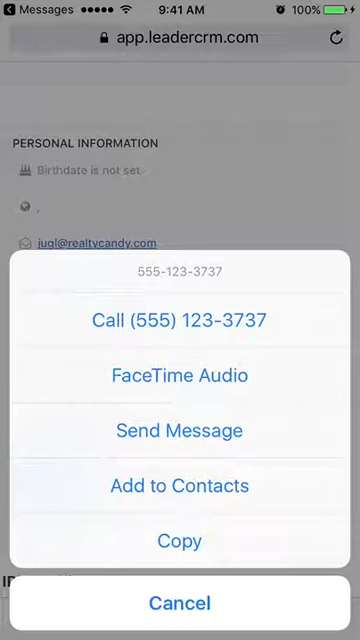 Messages 9:41 AM 100%
app.leadercrm.com
PERSONAL INFORMATION
Birthdate is not set.
,
jugl@realtycandy.com
555-123-3737
Call (555) 123-3737
FaceTime Audio
Send Message
Add to Contacts
Copy
Cancel